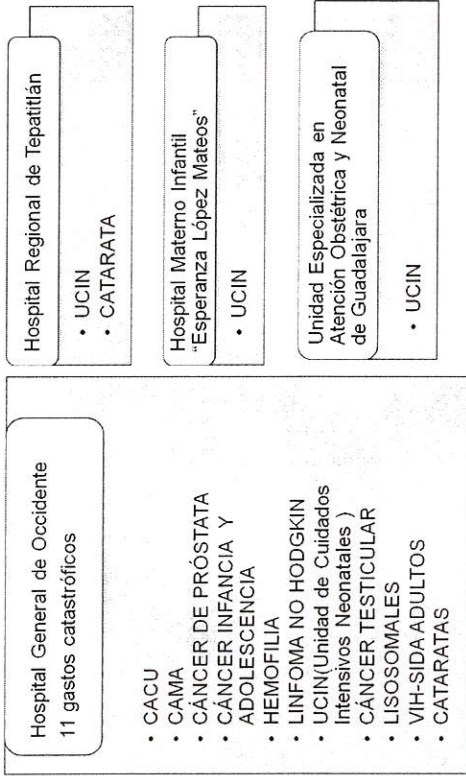 Hospital General de Occidente
11 gastos catastróficos
• CACU
• CAMA
• CÁNCER DE PRÓSTATA
• CÁNCER INFANCIA Y
ADOLESCENCIA
• HEMOFILIA
• LINFOMA NO HODGKIN
• UCIN(Unidad de Cuidados
Intensivos Neonatales )
• CÁNCER TESTICULAR
• LISOSOMALES
• VIH-SIDA ADULTOS
• CATARATAS
Hospital Regional de Tepatitlán
• UCIN
• CATARATA
Hospital Materno Infantil
"Esperanza López Mateos"
• UCIN
Unidad Especializada en
Atención Obstétrica y Neonatal
de Guadalajara
• UCIN